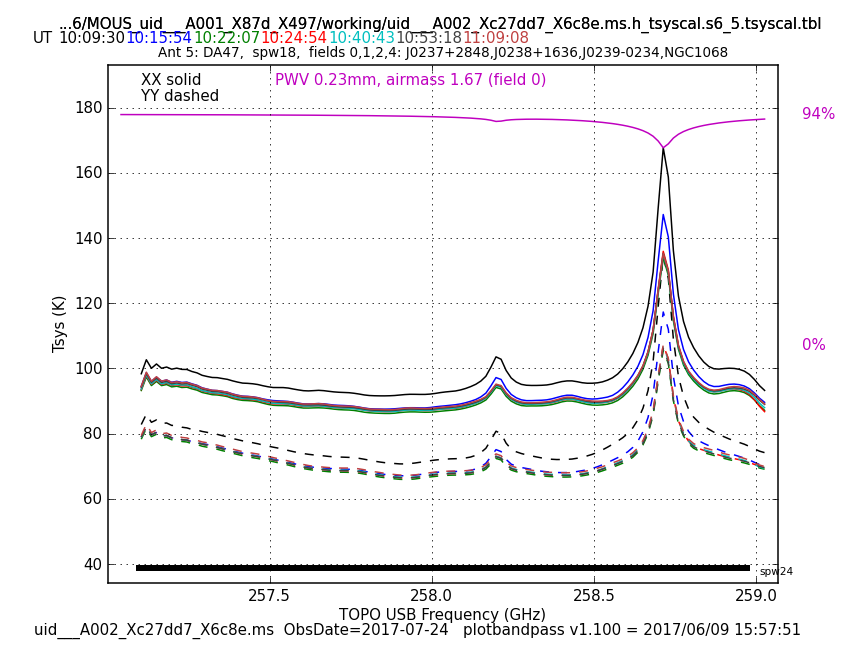 ...6/MOUS_uid___A001_X87d_X497/working/uid___A002_Xc27dd7_X6c8e.ms.h_tsyscal.s6_5.tsyscal.tbl
UT 10:09:30 10:15:54 10:22:07 10:24:54 10:40:43 10:53:18 11:09:08
Ant 5: DA47, spw18, fields 0,1,2,4: J0237+2848,J0238+1636,J0239-0234,NGC1068
XX solid PWV 0.23mm, airmass 1.67 (field 0)
YY dashed
94%
0%
180
160
140
120
100
80
60
40
Tsys (K)
spw24
257.5 258.0 258.5 259.0
TOPO USB Frequency (GHz)
uid___A002_Xc27dd7_X6c8e.ms ObsDate=2017-07-24 plotbandpass v1.100 = 2017/06/09 15:57:51